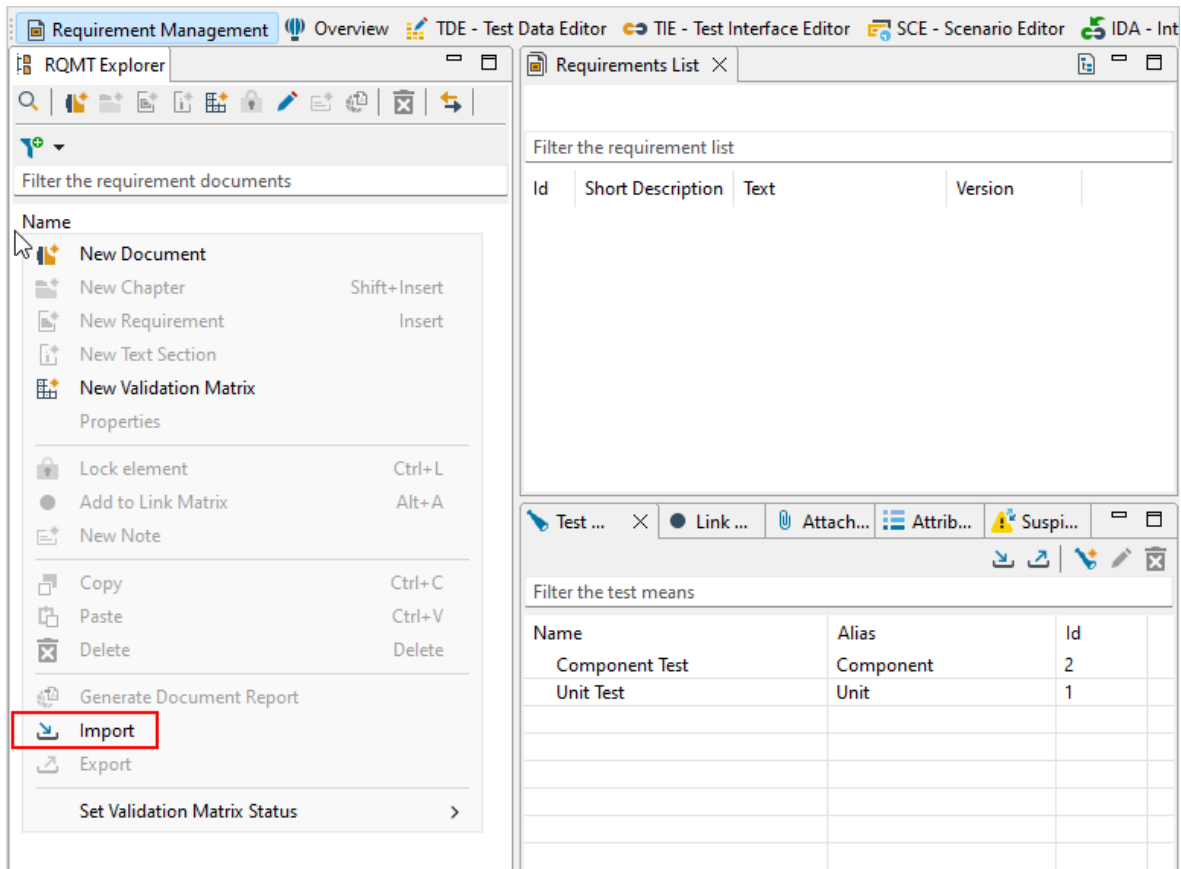 Requirement Management Overview TDE - Test Data Editor TIE - Test Interface Editor SCE - Scenario Editor IDA - Int
RQMT Explorer
Filter the requirement documents
Name
New Document
New Chapter Shift+Insert
New Requirement Insert
New Text Section
New Validation Matrix
Properties
Lock element Ctrl+L
Add to Link Matrix Alt+A
New Note
Copy Ctrl+C
Paste Ctrl+V
Delete Delete
Generate Document Report
Import
Export
Set Validation Matrix Status
Requirements List
Filter the requirement list
Id Short Description Text Version
Test ... Link ... Attach... Attrib... Suspi...
Filter the test means
Name Alias Id
Component Test Component 2
Unit Test Unit 1